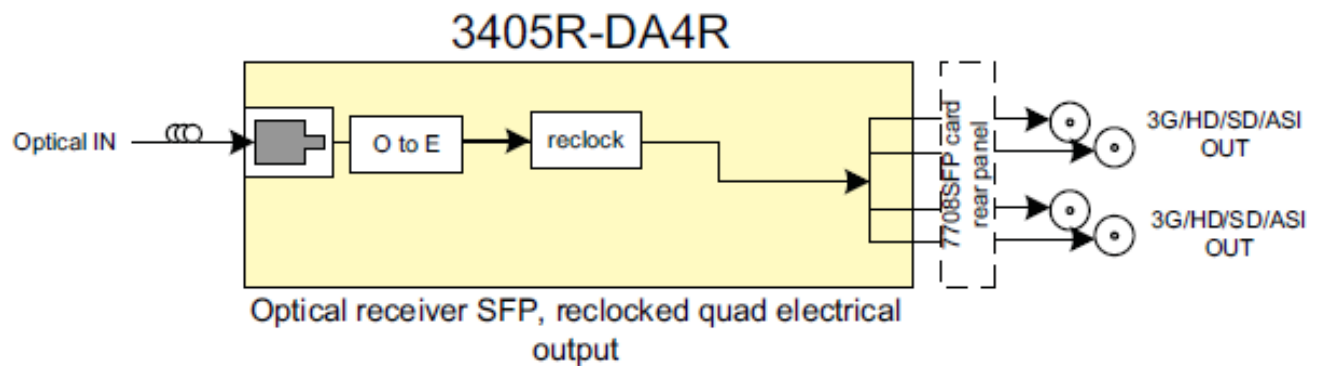 3405R-DA4R
Optical IN
O to E
reclock
7708SFP card
rear panel
3G/HD/SD/ASI
OUT
3G/HD/SD/ASI
OUT
Optical receiver SFP, reclocked quad electrical
output